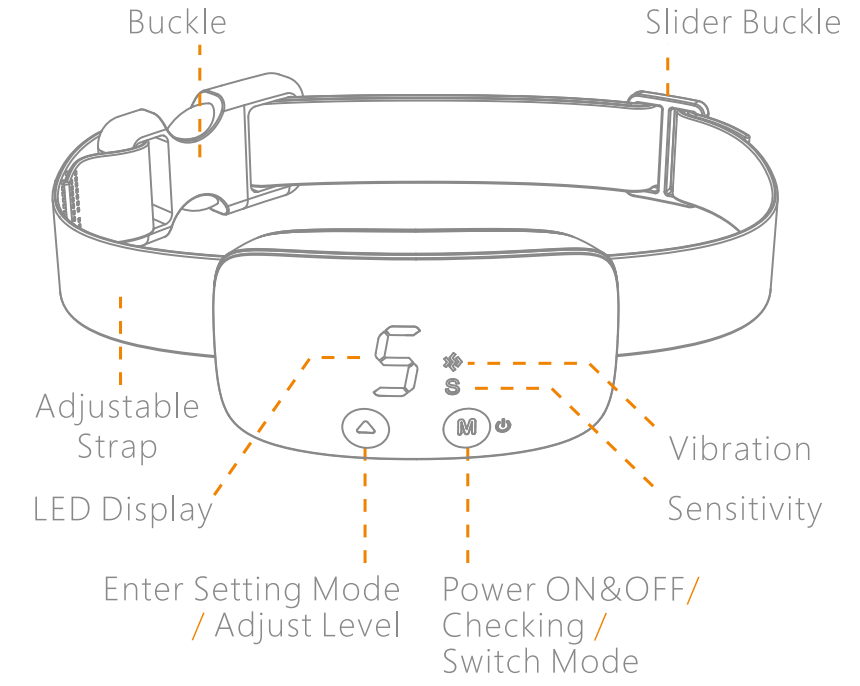 Buckle
Slider Buckle
5
S
M
Adjustable
Strap
Vibration
LED Display
Sensitivity
Enter Setting Mode
/ Adjust Level
Power ON&OFF/
Checking /
Switch Mode